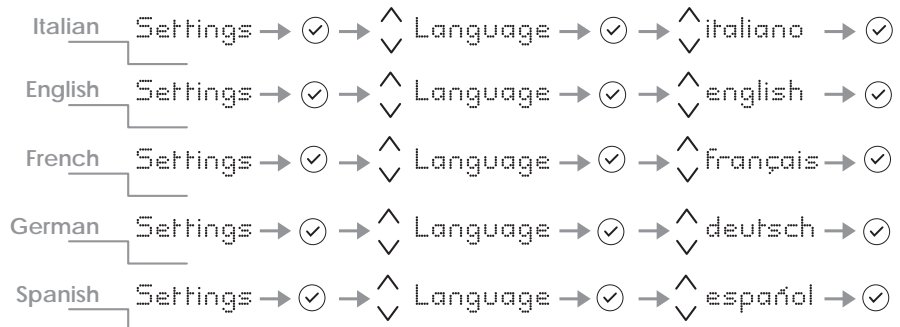 Italian Settings Language italiano
English Settings Language english
French Settings Language français
German Settings Language deutsch
Spanish Settings Language español